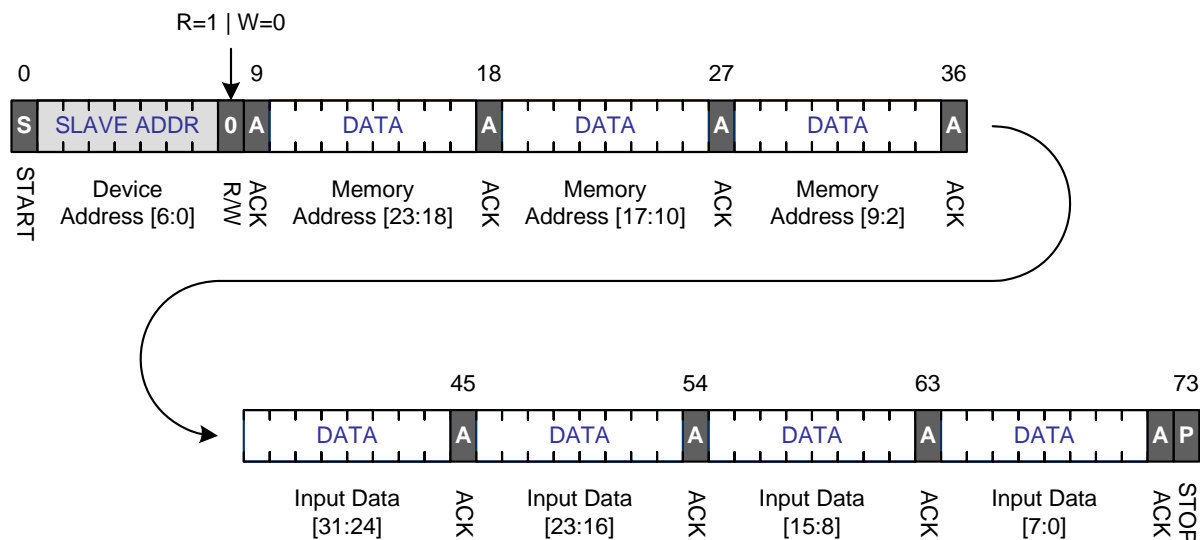 R=1 | W=0
0 9 18 27 36
S SLAVE ADDR 0 A DATA A DATA A DATA A
START Device Address [6:0] R/W ACK Memory Address [23:18] ACK Memory Address [17:10] ACK Memory Address [9:2] ACK
45 54 63 73
DATA A DATA A DATA A DATA A P
Input Data [31:24] ACK Input Data [23:16] ACK Input Data [15:8] ACK Input Data [7:0] ACK STOP